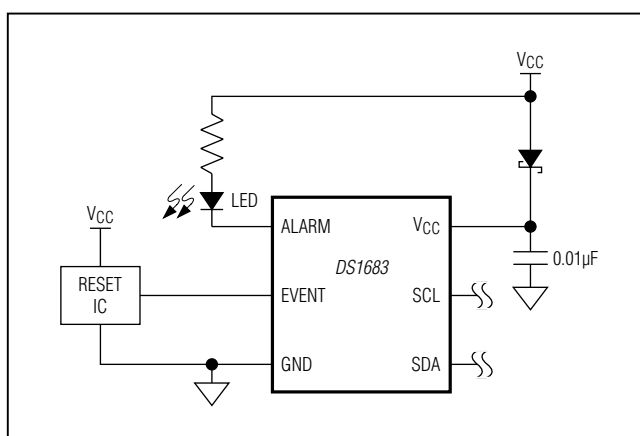 VCC
LED
VCC
ALARM
VCC
DS1683
0.01µF
RESET
IC
EVENT
SCL
GND
SDA